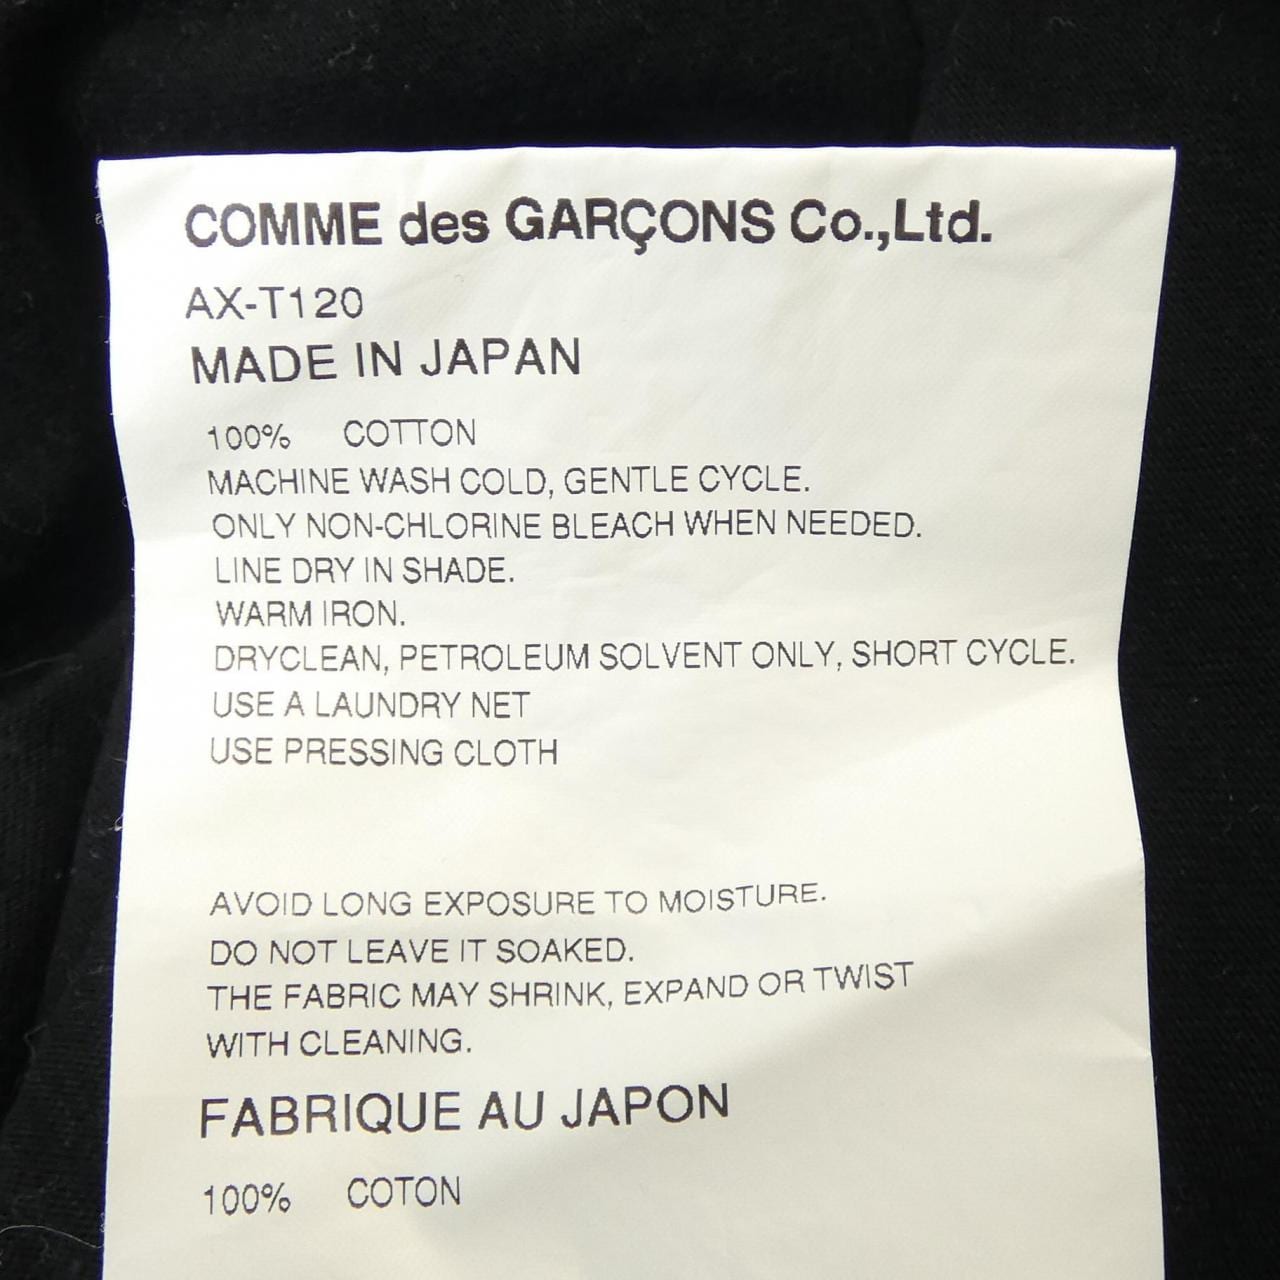 COMME des GARÇONS Co.,Ltd.
AX-T120
MADE IN JAPAN
100% COTTON
MACHINE WASH COLD, GENTLE CYCLE.
ONLY NON-CHLORINE BLEACH WHEN NEEDED.
LINE DRY IN SHADE.
WARM IRON.
DRYCLEAN, PETROLEUM SOLVENT ONLY, SHORT CYCLE.
USE A LAUNDRY NET
USE PRESSING CLOTH
AVOID LONG EXPOSURE TO MOISTURE.
DO NOT LEAVE IT SOAKED.
THE FABRIC MAY SHRINK, EXPAND OR TWIST
WITH CLEANING.
FABRIQUE AU JAPON
100% COTON